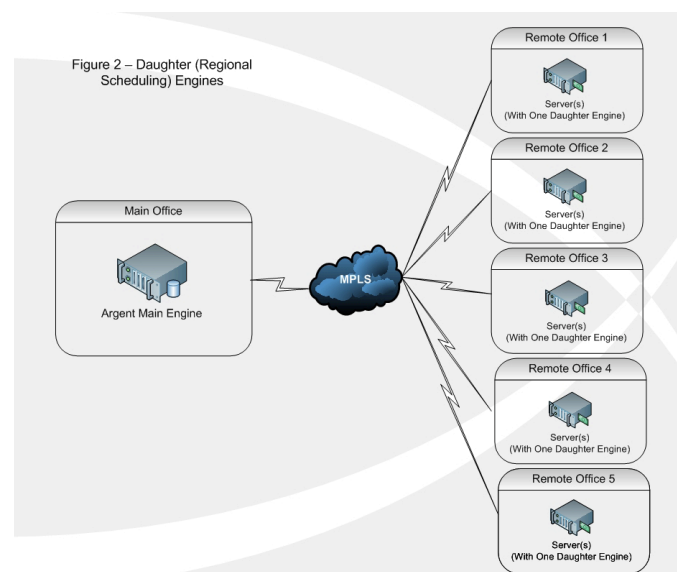 Figure 2 – Daughter (Regional
Scheduling) Engines
Main Office
Argent Main Engine
MPLS
Remote Office 1
Server(s)
(With One Daughter Engine)
Remote Office 2
Server(s)
(With One Daughter Engine)
Remote Office 3
Server(s)
(With One Daughter Engine)
Remote Office 4
Server(s)
(With One Daughter Engine)
Remote Office 5
Server(s)
(With One Daughter Engine)